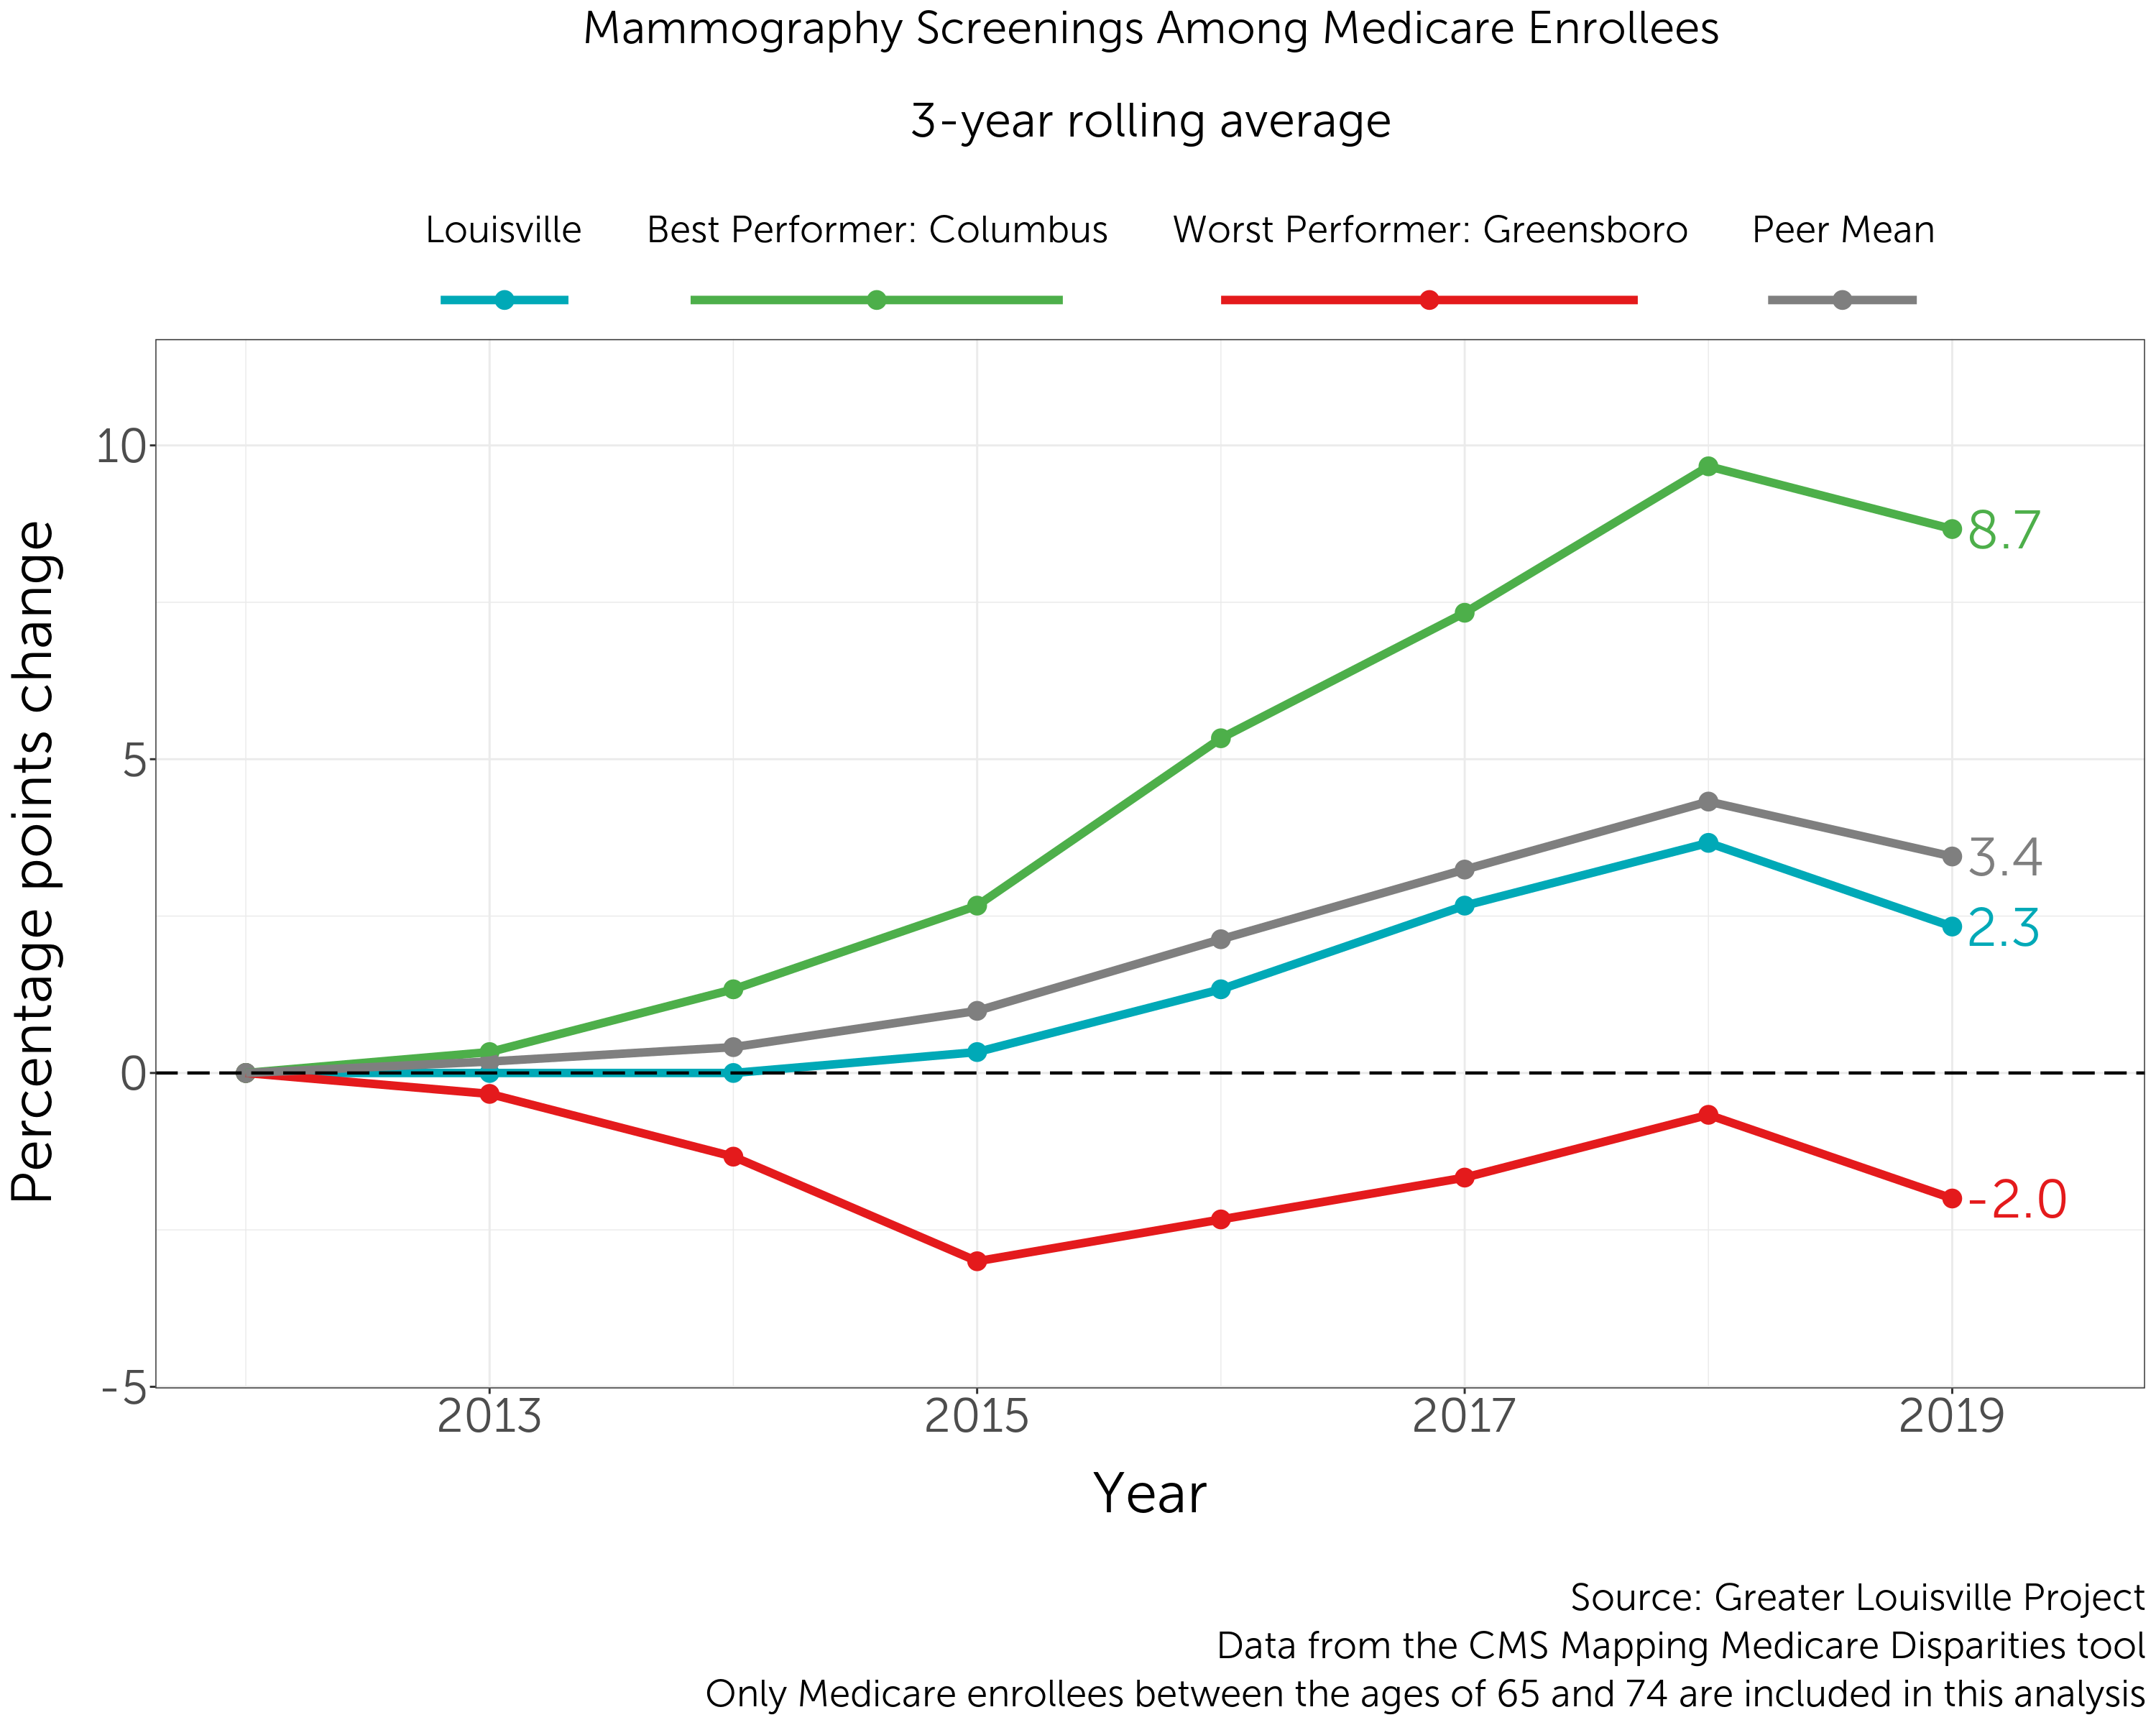 Mammography Screenings Among Medicare Enrollees
3-year rolling average
Louisville
Best Performer: Columbus
Worst Performer: Greensboro
Peer Mean
Percentage points change
10
5
0
-5
8.7
3.4
2.3
-2.0
2013
2015
2017
2019
Year
Source: Greater Louisville Project
Data from the CMS Mapping Medicare Disparities tool
Only Medicare enrollees between the ages of 65 and 74 are included in this analysis